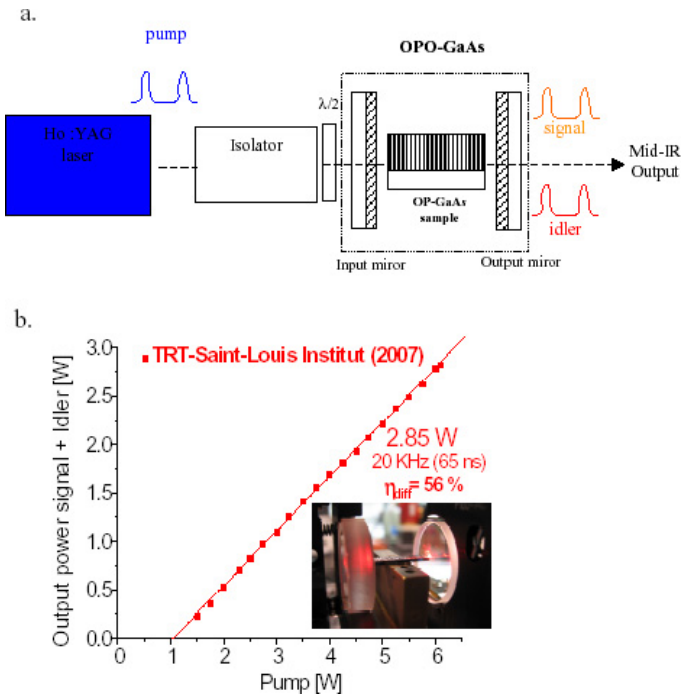 a.
pump
OPO-GaAs
λ/2
Ho :YAG
laser
Isolator
signal
Mid-IR
Output
OP-GaAs
sample
idler
Input miror
Output miror
b.
Output power signal + Idler [W]
3.0
2.5
2.0
1.5
1.0
0.5
0.0
TRT-Saint-Louis Institut (2007)
2.85 W
20 KHz (65 ns)
ηdiff = 56 %
0 1 2 3 4 5 6
Pump [W]